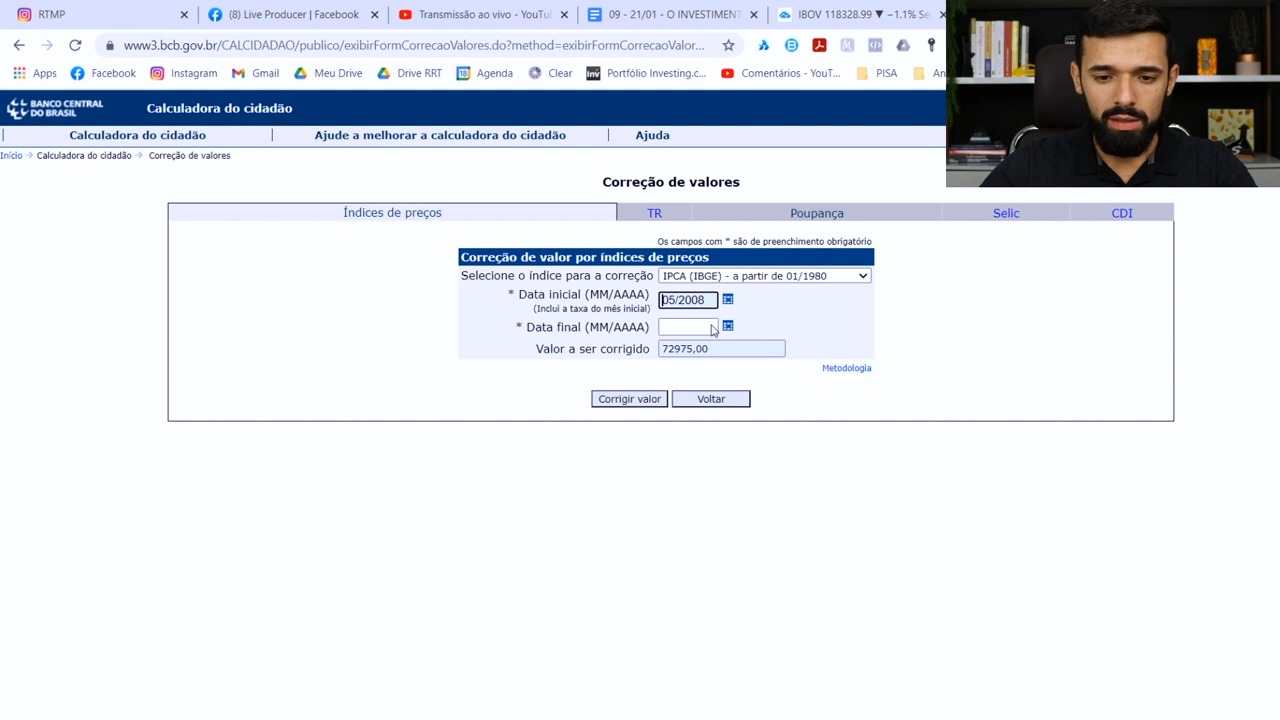 RTMP
(8) Live Producer | Facebook
Transmissão ao vivo - YouTu
09 - 21/01 - O INVESTIMENT
IBOV 118328.99 ▼ −1.1% Se
www3.bcb.gov.br/CALCIDADAO/publico/exibirFormCorrecaoValores.do?method=exibirFormCorrecaoValor...
Apps
Facebook
Instagram
Gmail
Meu Drive
Drive RRT
Agenda
Clear
Portfólio Investing.c...
Comentários - YouT...
PISA
An
BANCO CENTRAL
DO BRASIL
Calculadora do cidadão
Calculadora do cidadão
Ajude a melhorar a calculadora do cidadão
Ajuda
Início → Calculadora do cidadão → Correção de valores
Correção de valores
Índices de preços
TR
Poupança
Selic
CDI
Os campos com * são de preenchimento obrigatório
Correção de valor por índices de preços
Selecione o índice para a correção IPCA (IBGE) - a partir de 01/1980
* Data inicial (MM/AAAA) 05/2008
(Inclui a taxa do mês inicial)
* Data final (MM/AAAA)
Valor a ser corrigido 72975,00
Metodologia
Corrigir valor
Voltar